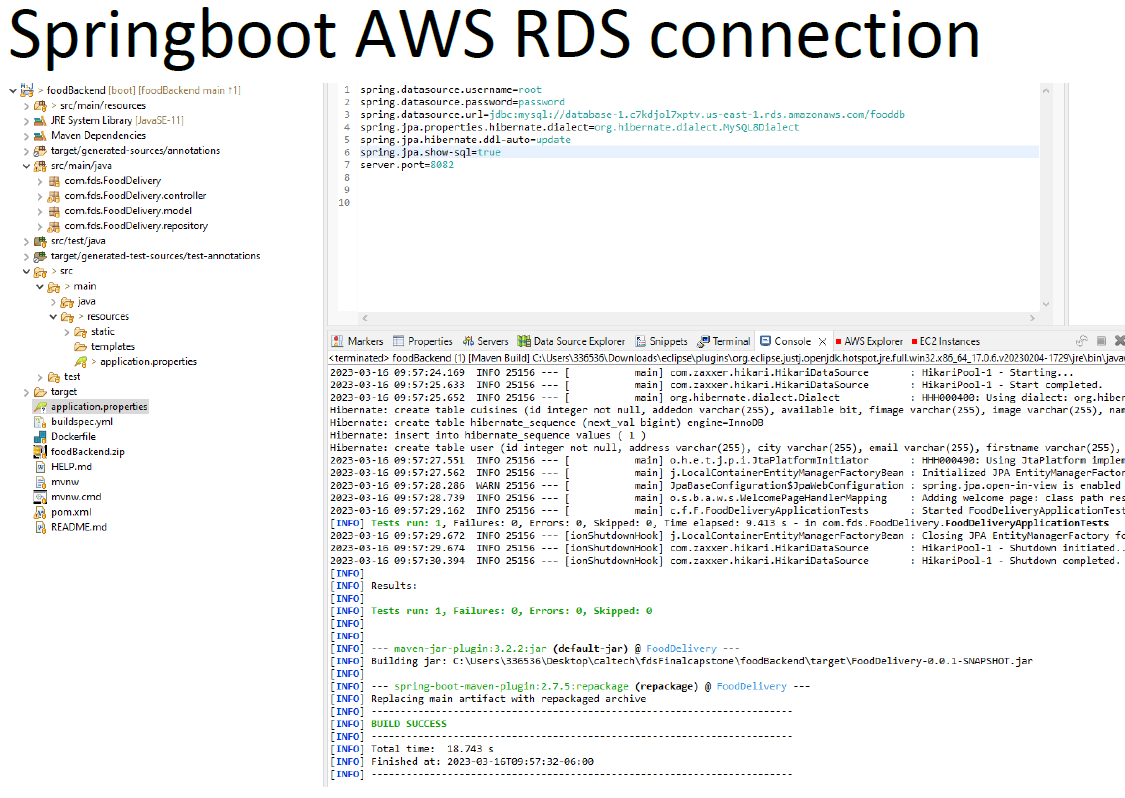 Springboot AWS RDS connection
foodBackend [boot] [foodBackend main ↑1]
src/main/resources
JRE System Library [JavaSE-11]
Maven Dependencies
target/generated-sources/annotations
src/main/java
com.fds.FoodDelivery
com.fds.FoodDelivery.controller
com.fds.FoodDelivery.model
com.fds.FoodDelivery.repository
src/test/java
target/generated-test-sources/test-annotations
src
main
java
resources
static
templates
application.properties
test
target
application.properties
buildspec.yml
Dockerfile
foodBackend.zip
HELP.md
mvnw
mvnw.cmd
pom.xml
README.md
1 spring.datasource.username=root
2 spring.datasource.password=password
3 spring.datasource.url=jdbc:mysql://database-1.c7kdjol7xptv.us-east-1.rds.amazonaws.com/fooddb
4 spring.jpa.properties.hibernate.dialect=org.hibernate.dialect.MySQL8Dialect
5 spring.jpa.hibernate.ddl-auto=update
6 spring.jpa.show-sql=true
7 server.port=8082
8
9
10
Markers Properties Servers Data Source Explorer Snippets Terminal Console AWS Explorer EC2 Instances
<terminated> foodBackend (1) [Maven Build] C:\Users\336536\Downloads\eclipse\plugins\org.eclipse.justj.openjdk.hotspot.jre.full.win32.x86_64_17.0.6.v20230204-1729\jre\bin\java
2023-03-16 09:57:24.169 INFO 25156 --- [ main] com.zaxxer.hikari.HikariDataSource : HikariPool-1 - Starting...
2023-03-16 09:57:25.633 INFO 25156 --- [ main] com.zaxxer.hikari.HikariDataSource : HikariPool-1 - Start completed.
2023-03-16 09:57:25.652 INFO 25156 --- [ main] org.hibernate.dialect.Dialect : HHH000400: Using dialect: org.hiber
Hibernate: create table cuisines (id integer not null, addedon varchar(255), available bit, fimage varchar(255), image varchar(255), nam
Hibernate: create table hibernate_sequence (next_val bigint) engine=InnoDB
Hibernate: insert into hibernate_sequence values ( 1 )
Hibernate: create table user (id integer not null, address varchar(255), city varchar(255), email varchar(255), firstname varchar(255),
2023-03-16 09:57:27.551 INFO 25156 --- [ main] o.h.e.t.j.p.i.JtaPlatformInitiator : HHH000490: Using JtaPlatform implem
2023-03-16 09:57:27.562 INFO 25156 --- [ main] j.LocalContainerEntityManagerFactoryBean : Initialized JPA EntityManagerFactor
2023-03-16 09:57:28.286 WARN 25156 --- [ main] JpaBaseConfiguration$JpaWebConfiguration : spring.jpa.open-in-view is enabled
2023-03-16 09:57:28.739 INFO 25156 --- [ main] o.s.b.a.w.s.WelcomePageHandlerMapping : Adding welcome page: class path res
2023-03-16 09:57:29.162 INFO 25156 --- [ main] c.f.F.FoodDeliveryApplicationTests : Started FoodDeliveryApplicationTest
[INFO] Tests run: 1, Failures: 0, Errors: 0, Skipped: 0, Time elapsed: 9.413 s - in com.fds.FoodDelivery.FoodDeliveryApplicationTests
2023-03-16 09:57:29.672 INFO 25156 --- [ionShutdownHook] j.LocalContainerEntityManagerFactoryBean : Closing JPA EntityManagerFactory fo
2023-03-16 09:57:29.674 INFO 25156 --- [ionShutdownHook] com.zaxxer.hikari.HikariDataSource : HikariPool-1 - Shutdown initiated..
2023-03-16 09:57:30.394 INFO 25156 --- [ionShutdownHook] com.zaxxer.hikari.HikariDataSource : HikariPool-1 - Shutdown completed.
[INFO]
[INFO] Results:
[INFO]
[INFO] Tests run: 1, Failures: 0, Errors: 0, Skipped: 0
[INFO]
[INFO]
[INFO] --- maven-jar-plugin:3.2.2:jar (default-jar) @ FoodDelivery ---
[INFO] Building jar: C:\Users\336536\Desktop\caltech\fdsFinalcapstone\foodBackend\target\FoodDelivery-0.0.1-SNAPSHOT.jar
[INFO]
[INFO] --- spring-boot-maven-plugin:2.7.5:repackage (repackage) @ FoodDelivery ---
[INFO] Replacing main artifact with repackaged archive
[INFO] ------------------------------------------------------------------------
[INFO] BUILD SUCCESS
[INFO] ------------------------------------------------------------------------
[INFO] Total time: 18.743 s
[INFO] Finished at: 2023-03-16T09:57:32-06:00
[INFO] ------------------------------------------------------------------------